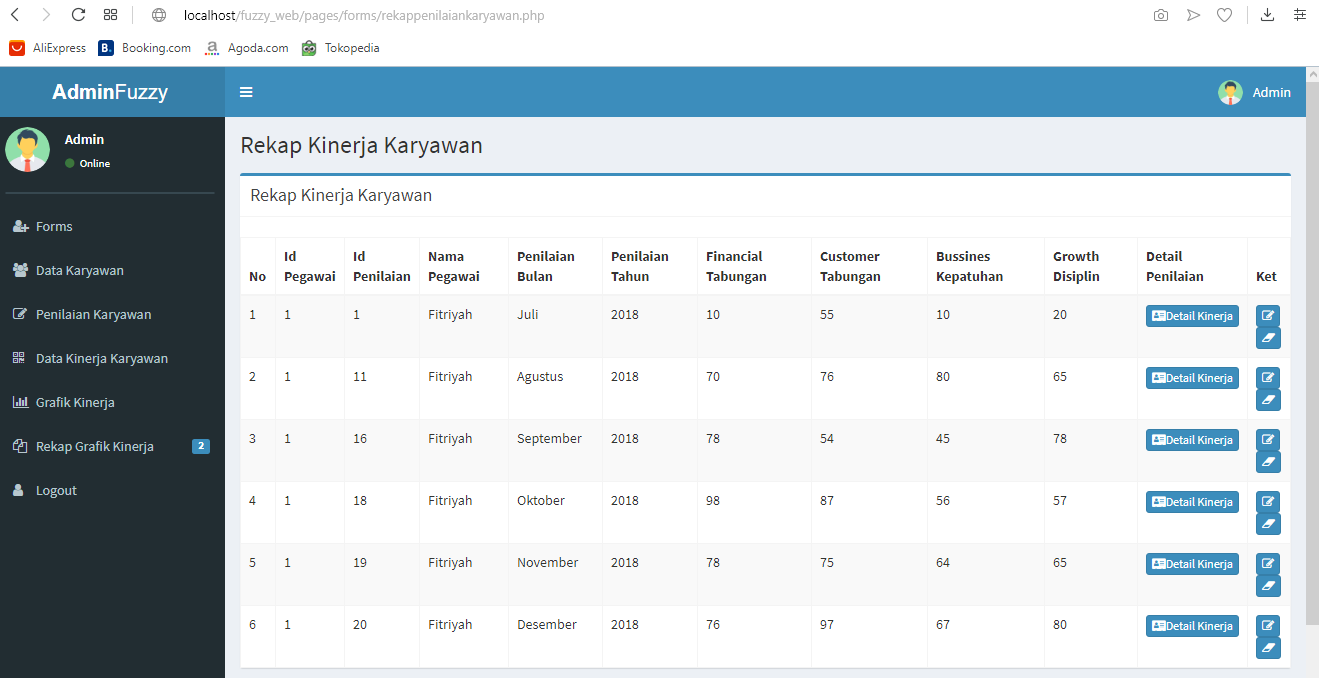 localhost/fuzzy_web/pages/forms/rekappenilaiankaryawan.php
AliExpress B. Booking.com a Agoda.com Tokopedia
AdminFuzzy Admin
Admin
Online
Forms
Data Karyawan
Penilaian Karyawan
Data Kinerja Karyawan
Grafik Kinerja
Rekap Grafik Kinerja 2
Logout
Rekap Kinerja Karyawan
Rekap Kinerja Karyawan
No Id Pegawai Id Penilaian Nama Pegawai Penilaian Bulan Penilaian Tahun Financial Tabungan Customer Tabungan Bussines Kepatuhan Growth Disiplin Detail Penilaian Ket
1 1 1 Fitriyah Juli 2018 10 55 10 20 Detail Kinerja
2 1 11 Fitriyah Agustus 2018 70 76 80 65 Detail Kinerja
3 1 16 Fitriyah September 2018 78 54 45 78 Detail Kinerja
4 1 18 Fitriyah Oktober 2018 98 87 56 57 Detail Kinerja
5 1 19 Fitriyah November 2018 78 75 64 65 Detail Kinerja
6 1 20 Fitriyah Desember 2018 76 97 67 80 Detail Kinerja